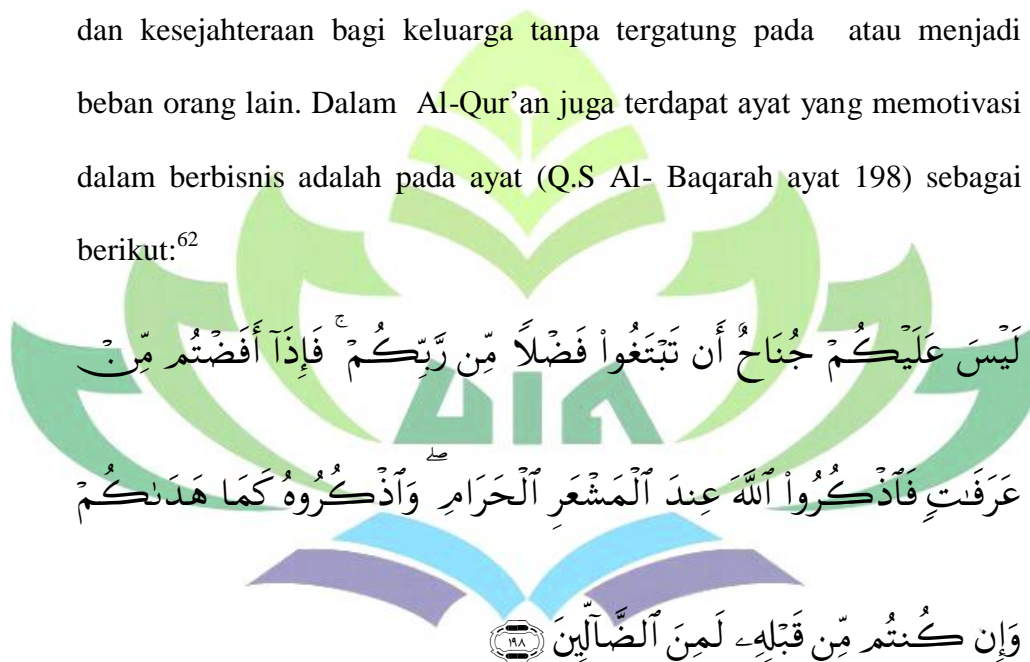 dan kesejahteraan bagi keluarga tanpa tergatung pada atau menjadi
beban orang lain. Dalam Al-Qur’an juga terdapat ayat yang memotivasi
dalam berbisnis adalah pada ayat (Q.S Al- Baqarah ayat 198) sebagai
berikut:⁶²
لَيْسَ عَلَيْكُمْ جُنَاحٌ أَن تَبْتَغُوا۟ فَضْلًا مِّن رَّبِّكُمْ ۚ فَإِذَآ أَفَضْتُم مِّنْ
عَرَفَـٰتٍ فَٱذْكُرُوا۟ ٱللَّهَ عِندَ ٱلْمَشْعَرِ ٱلْحَرَامِ ۖ وَٱذْكُرُوهُ كَمَا هَدَىٰكُمْ
وَإِن كُنتُم مِّن قَبْلِهِۦ لَمِنَ ٱلضَّآلِّينَ ﴿١٩٨﴾